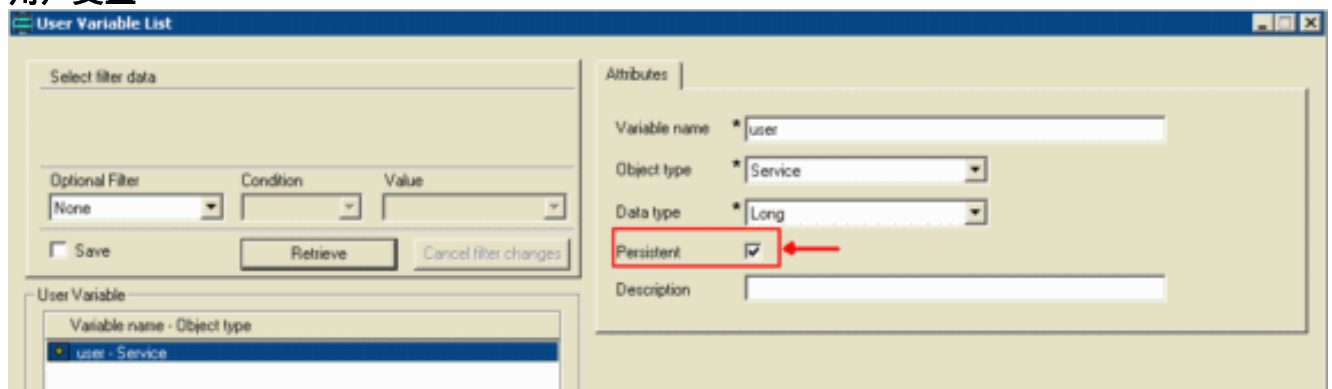 User Variable List
Select filter data
Optional Filter Condition Value
None
Save Retrieve Cancel filter changes
User Variable
Variable name - Object type
user - Service
Attributes
Variable name * user
Object type * Service
Data type * Long
Persistent
Description